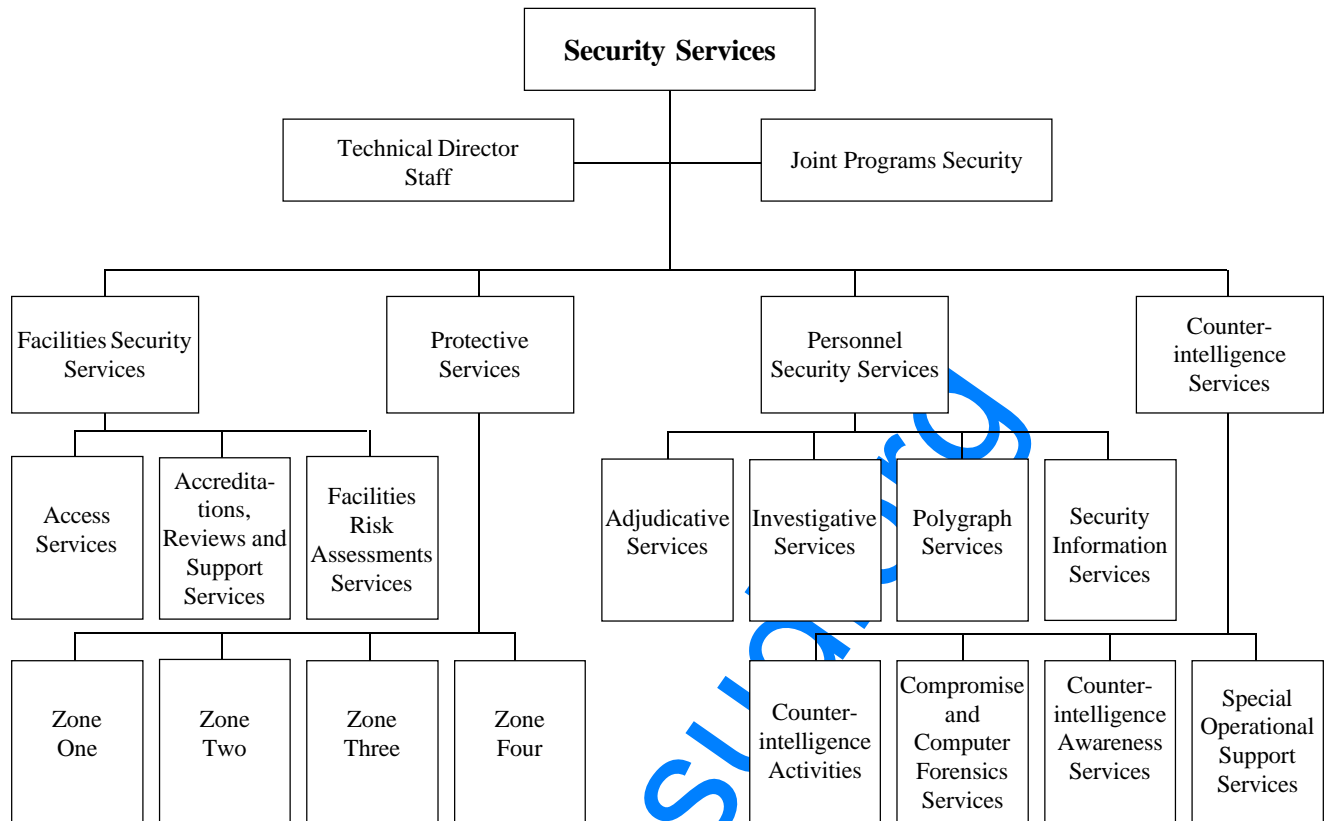 Security Services
Technical Director
Staff
Joint Programs Security
Facilities Security
Services
Protective
Services
Personnel
Security Services
Counter-
intelligence
Services
Access
Services
Accredita-
tions,
Reviews and
Support
Services
Facilities
Risk
Assessments
Services
Adjudicative
Services
Investigative
Services
Polygraph
Services
Security
Information
Services
Zone
One
Zone
Two
Zone
Three
Zone
Four
Counter-
intelligence
Activities
Compromise
and
Computer
Forensics
Services
Counter-
intelligence
Awareness
Services
Special
Operational
Support
Services